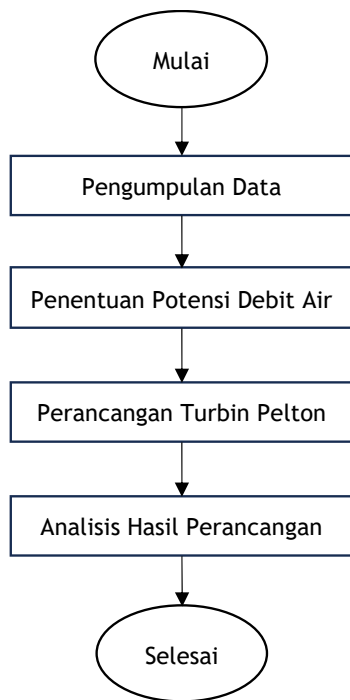 Mulai
Pengumpulan Data
Penentuan Potensi Debit Air
Perancangan Turbin Pelton
Analisis Hasil Perancangan
Selesai